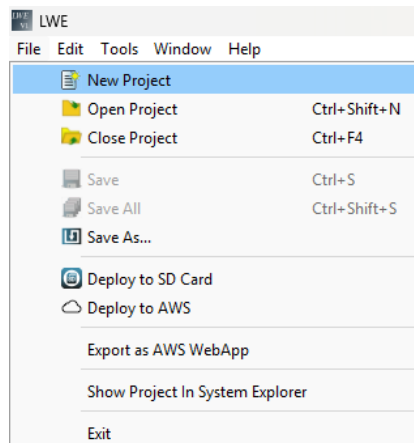 LWE
V1
LWE
File Edit Tools Window Help
New Project
Open Project Ctrl+Shift+N
Close Project Ctrl+F4
Save Ctrl+S
Save All Ctrl+Shift+S
Save As...
Deploy to SD Card
Deploy to AWS
Export as AWS WebApp
Show Project In System Explorer
Exit